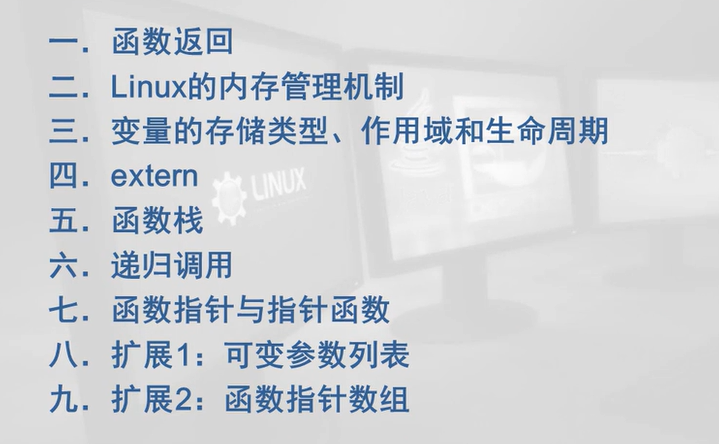 一．函数返回
二．Linux的内存管理机制
三．变量的存储类型、作用域和生命周期
四．extern
五．函数栈
六．递归调用
七．函数指针与指针函数
八．扩展1：可变参数列表
九．扩展2：函数指针数组
LINUX